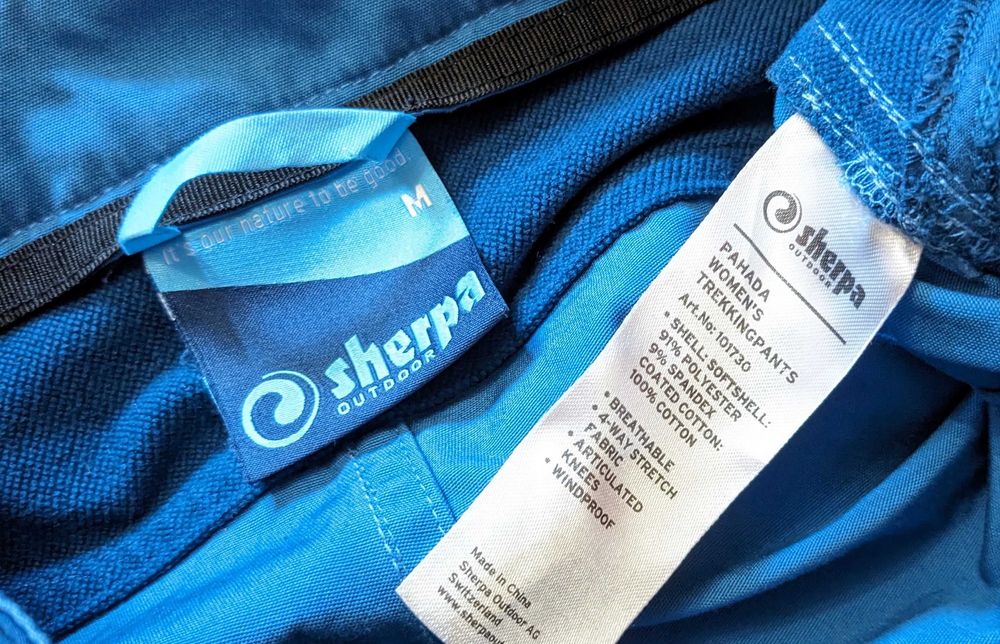 It's our nature to be good.
M
sherpa
OUTDOOR
sherpa
OUTDOOR
PAHADA
WOMEN'S
TREKKINGPANTS
Art.No: 101730
• SHELL: SOFTSHELL:
91% POLYESTER
9% SPANDEX
COATED COTTON:
100% COTTON
• BREATHABLE
• 4-WAY STRETCH
FABRIC
• ARTICULATED
KNEES
• WINDPROOF
Made in China
Sherpa Outdoor AG
Switzerland
www.sherpaout